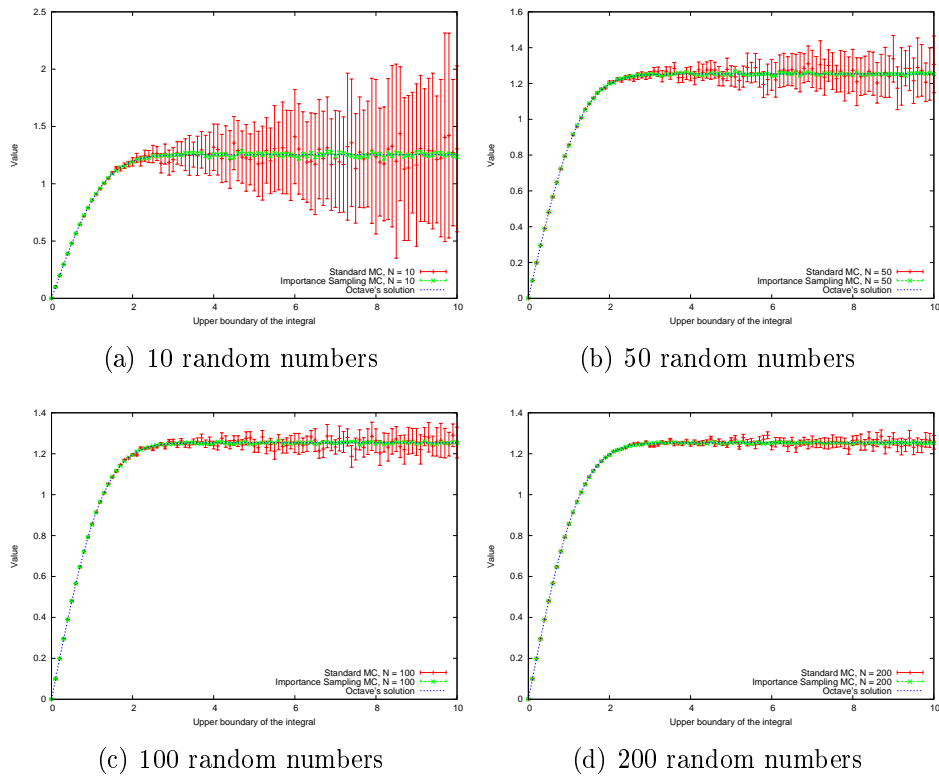 2.5
2
1.5
1
0.5
0
0 2 4 6 8 10
Value
Upper boundary of the integral
Standard MC, N = 10
Importance Sampling MC, N = 10
Octave's solution
(a) 10 random numbers
1.6
1.4
1.2
1
0.8
0.6
0.4
0.2
0
0 2 4 6 8 10
Value
Upper boundary of the integral
Standard MC, N = 50
Importance Sampling MC, N = 50
Octave's solution
(b) 50 random numbers
1.4
1.2
1
0.8
0.6
0.4
0.2
0
0 2 4 6 8 10
Value
Upper boundary of the integral
Standard MC, N = 100
Importance Sampling MC, N = 100
Octave's solution
(c) 100 random numbers
1.4
1.2
1
0.8
0.6
0.4
0.2
0
0 2 4 6 8 10
Value
Upper boundary of the integral
Standard MC, N = 200
Importance Sampling MC, N = 200
Octave's solution
(d) 200 random numbers